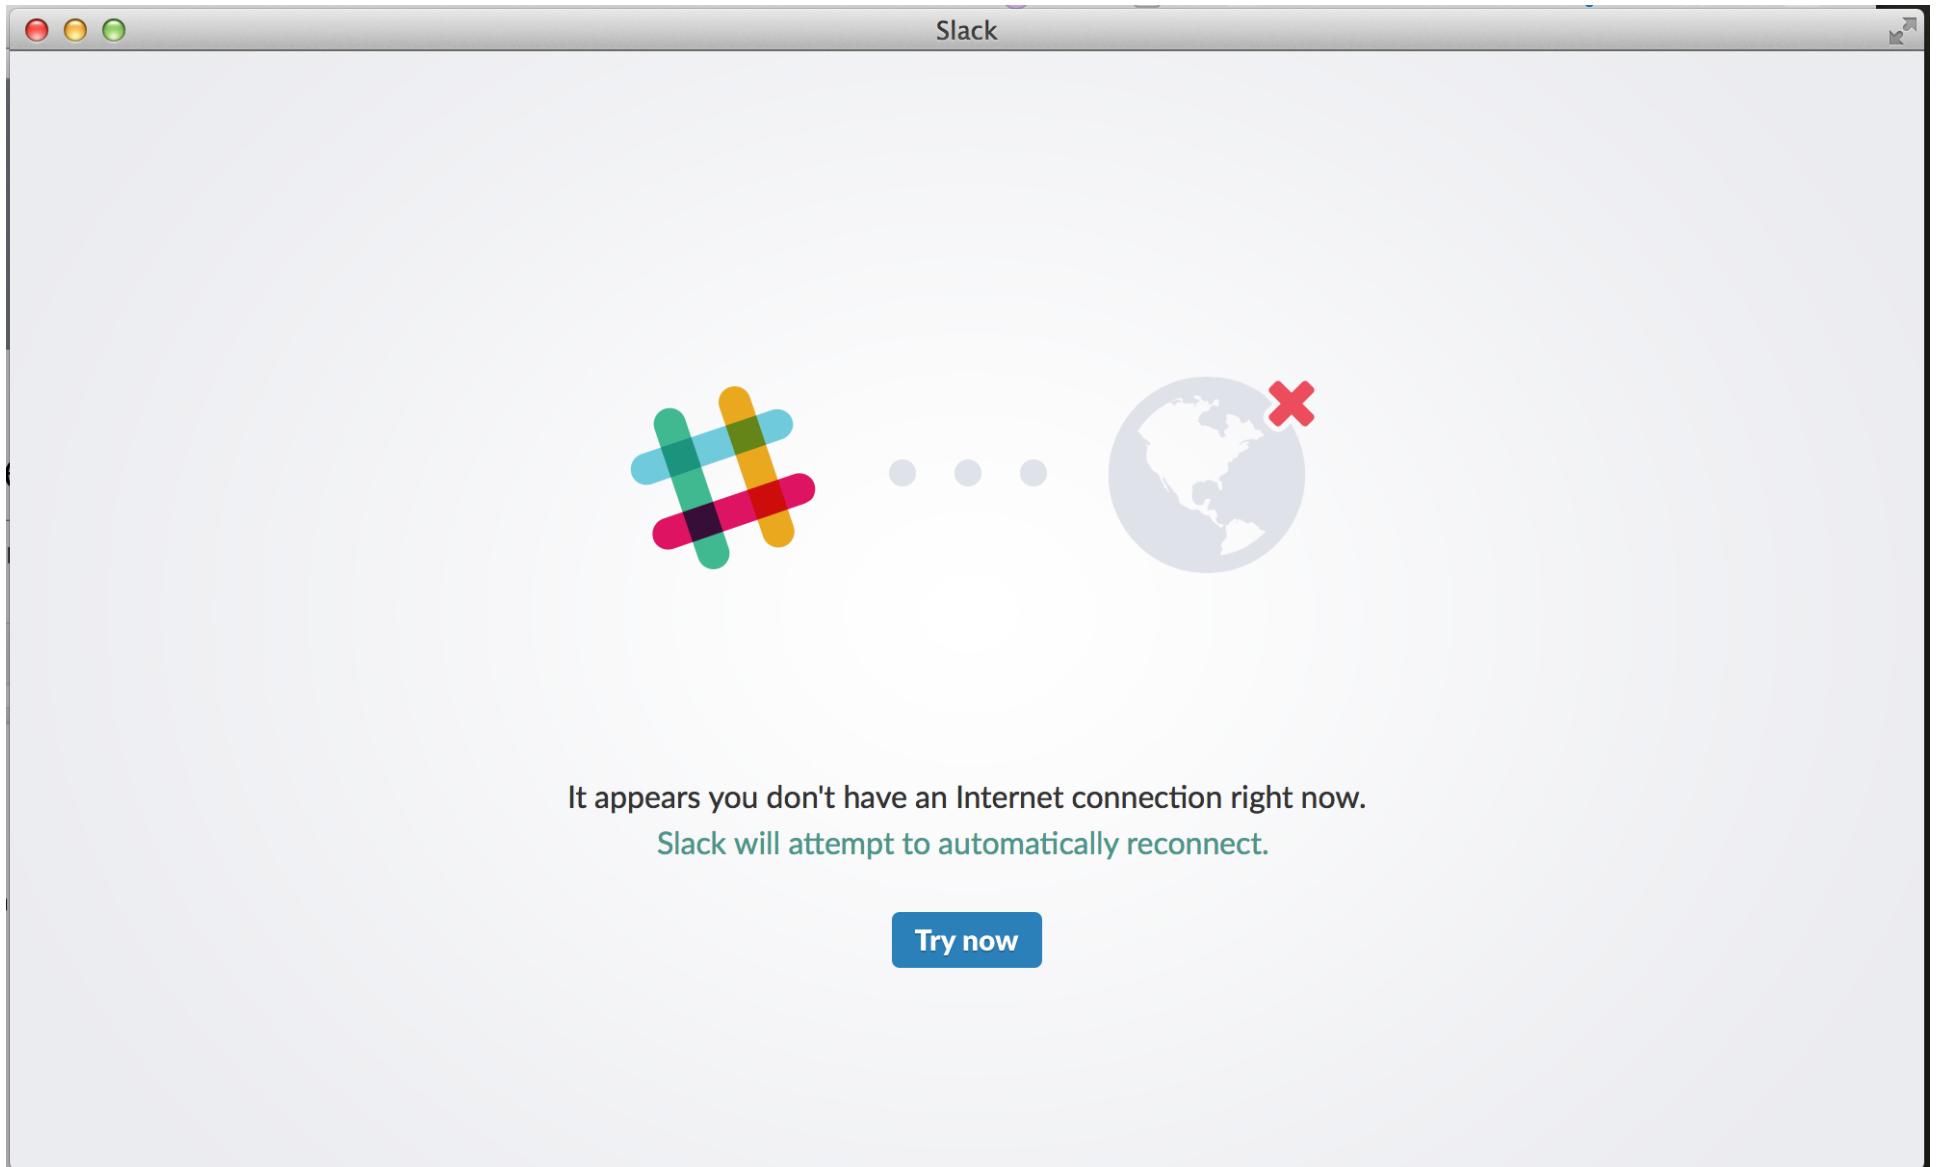 Slack
It appears you don't have an Internet connection right now.
Slack will attempt to automatically reconnect.
Try now